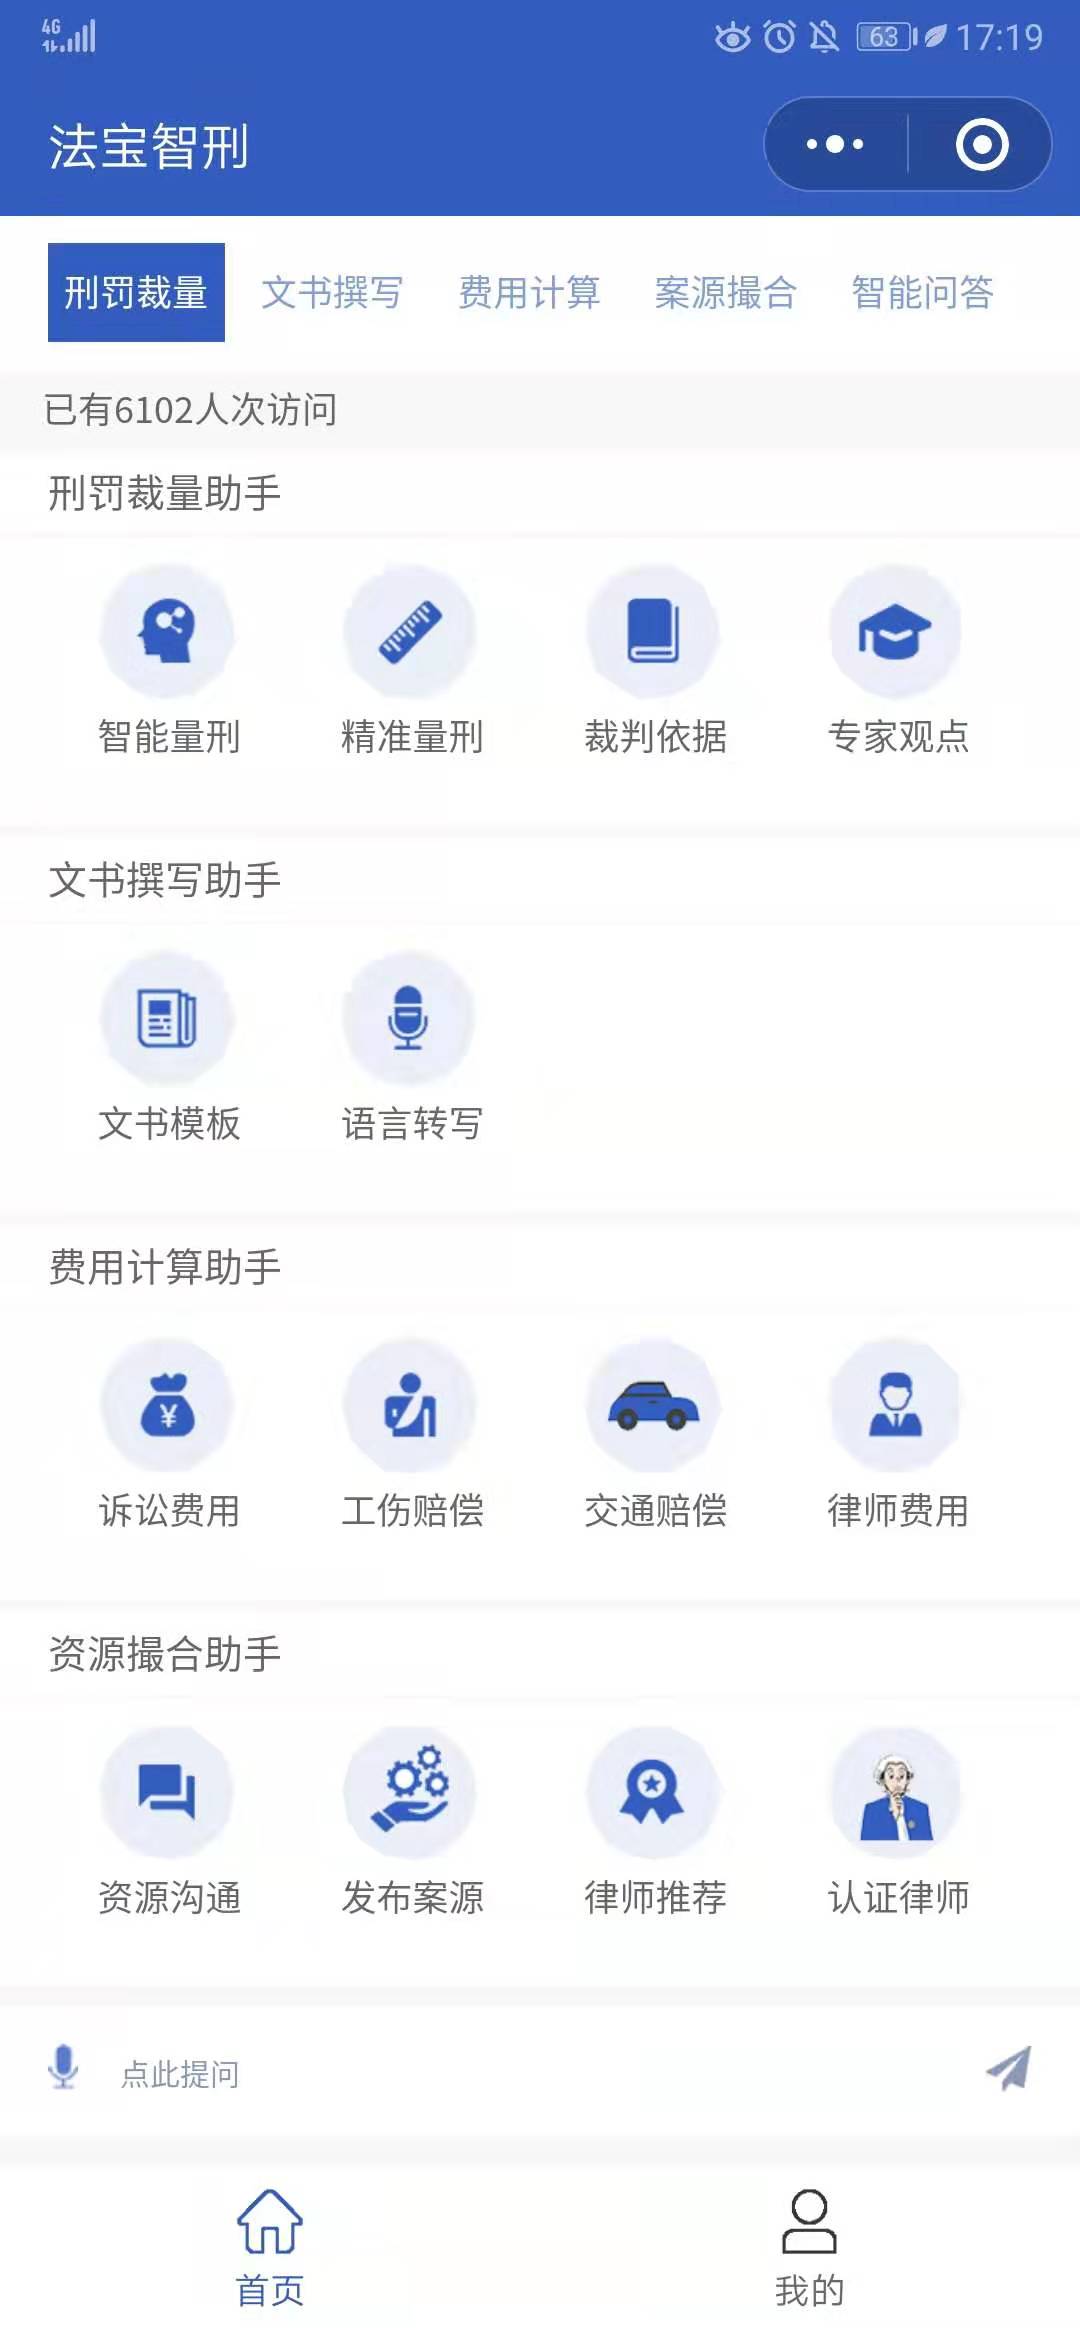 4G 63 17:19
法宝智刑
刑罚裁量 文书撰写 费用计算 案源撮合 智能问答
已有6102人次访问
刑罚裁量助手
智能量刑 精准量刑 裁判依据 专家观点
文书撰写助手
文书模板 语言转写
费用计算助手
¥
诉讼费用 工伤赔偿 交通赔偿 律师费用
资源撮合助手
资源沟通 发布案源 律师推荐 认证律师
点此提问
首页 我的